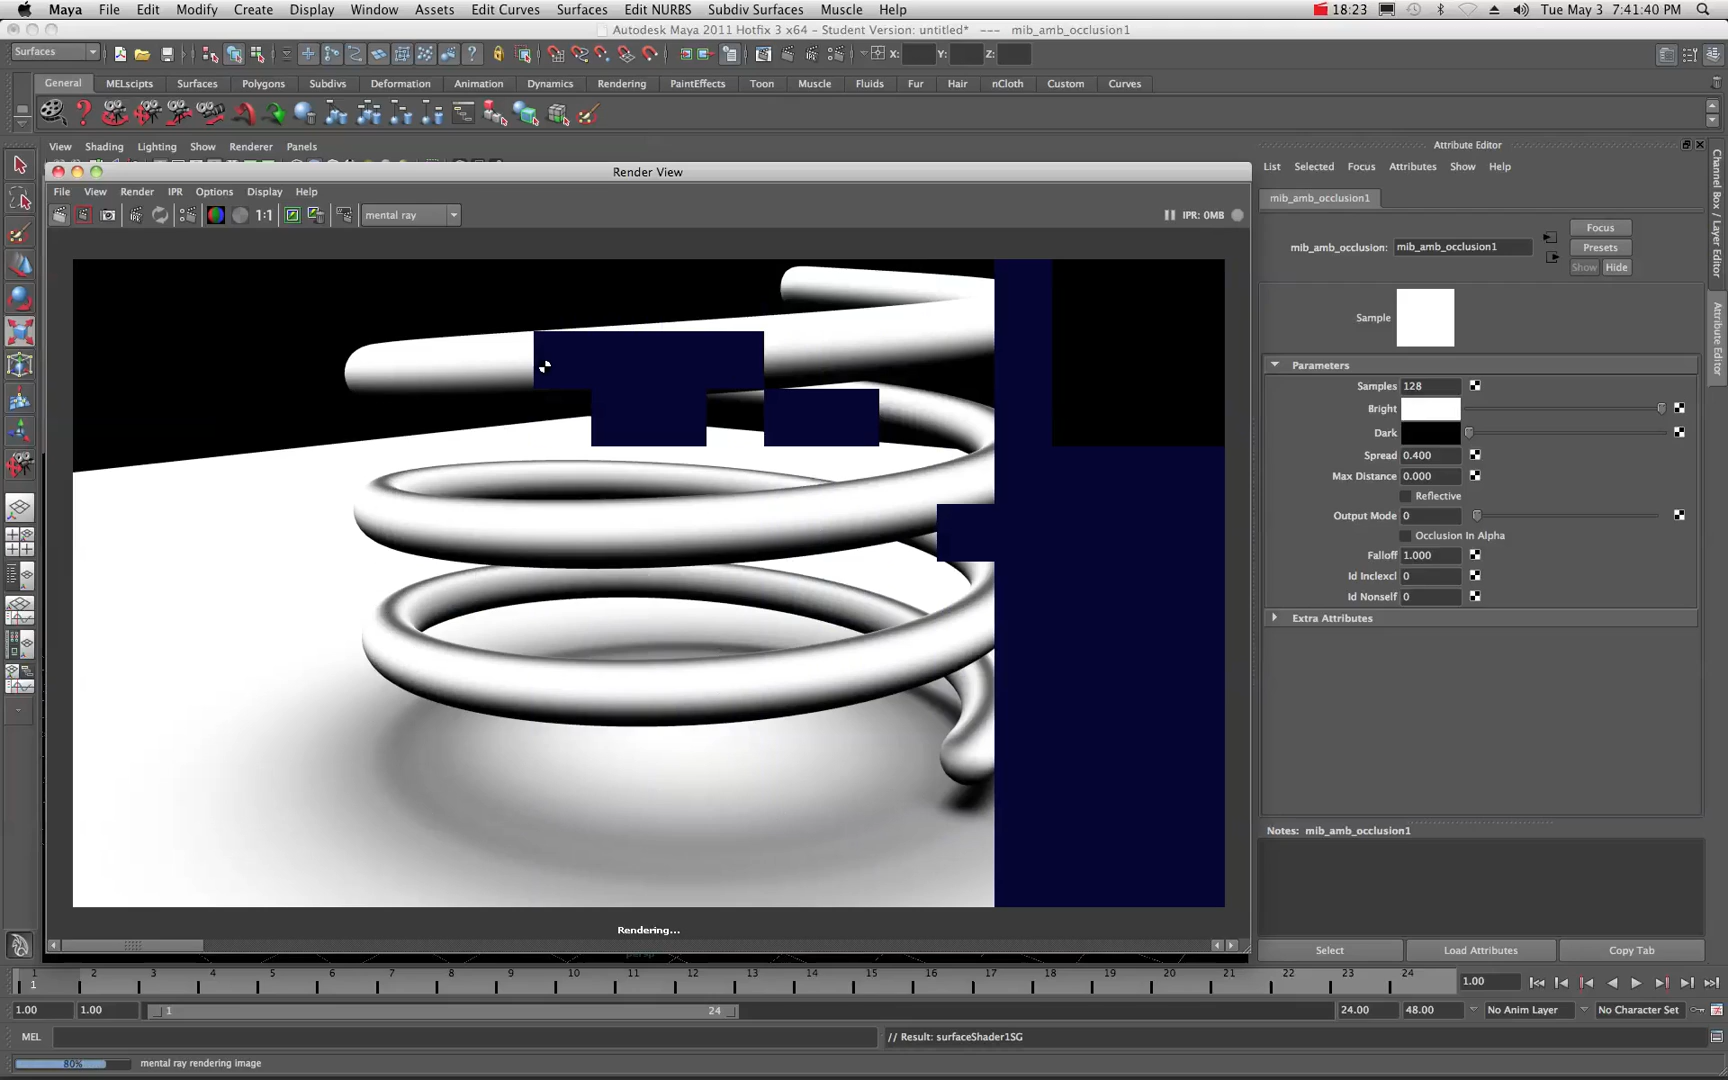 Maya File Edit Modify Create Display Window Assets Edit Curves Surfaces Edit NURBS Subdiv Surfaces Muscle Help 18:23 Tue May 3 7:41:40 PM
Autodesk Maya 2011 Hotfix 3 x64 - Student Version: untitled* --- mib_amb_occlusion1
Surfaces X: Y: Z:
General MELscipts Surfaces Polygons Subdivs Deformation Animation Dynamics Rendering PaintEffects Toon Muscle Fluids Fur Hair nCloth Custom Curves
View Shading Lighting Show Renderer Panels
Render View
File View Render IPR Options Display Help
1:1 mental ray IPR: 0MB
Rendering...
Attribute Editor
List Selected Focus Attributes Show Help
mib_amb_occlusion1
Focus
mib_amb_occlusion: mib_amb_occlusion1 Presets
Show Hide
Sample
Parameters
Samples 128
Bright
Dark
Spread 0.400
Max Distance 0.000
Reflective
Output Mode 0
Occlusion In Alpha
Falloff 1.000
Id Inclexcl 0
Id Nonself 0
Extra Attributes
Notes: mib_amb_occlusion1
Select Load Attributes Copy Tab
Channel Box / Layer Editor
Attribute Editor
1 2 3 4 5 6 7 8 9 10 11 12 13 14 15 16 17 18 19 20 21 22 23 24 1.00
1
1.00 1.00 1 24 24.00 48.00 No Anim Layer No Character Set
MEL // Result: surfaceShader1SG
80% mental ray rendering image